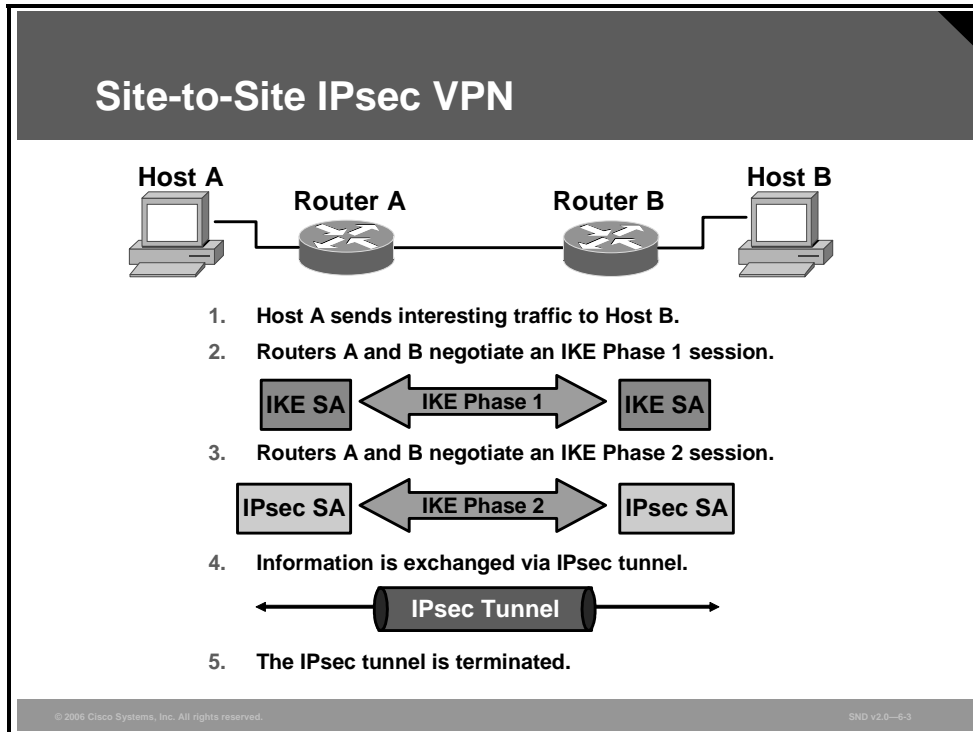 Site-to-Site IPsec VPN
Host A
Router A
Router B
Host B
1. Host A sends interesting traffic to Host B.
2. Routers A and B negotiate an IKE Phase 1 session.
IKE SA
IKE Phase 1
IKE SA
3. Routers A and B negotiate an IKE Phase 2 session.
IPsec SA
IKE Phase 2
IPsec SA
4. Information is exchanged via IPsec tunnel.
IPsec Tunnel
5. The IPsec tunnel is terminated.
© 2006 Cisco Systems, Inc. All rights reserved.
SND v2.0—6-3